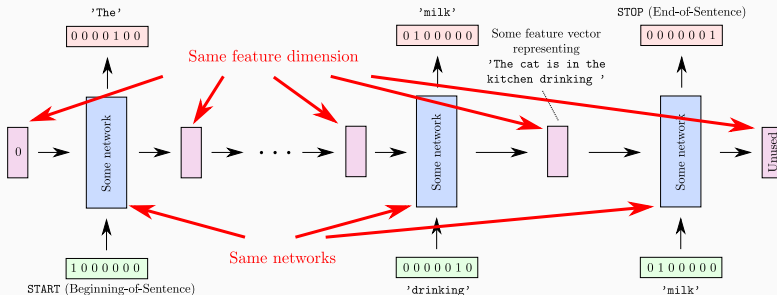 'The'
0 0 0 0 1 0 0
'milk'
0 1 0 0 0 0 0
STOP (End-of-Sentence)
0 0 0 0 0 0 1
Some feature vector
representing
'The cat is in the
kitchen drinking '
Same feature dimension
0
Some network
· · ·
Some network
Some network
Unused
Same networks
1 0 0 0 0 0 0
START (Beginning-of-Sentence)
0 0 0 0 0 1 0
'drinking'
0 1 0 0 0 0 0
'milk'